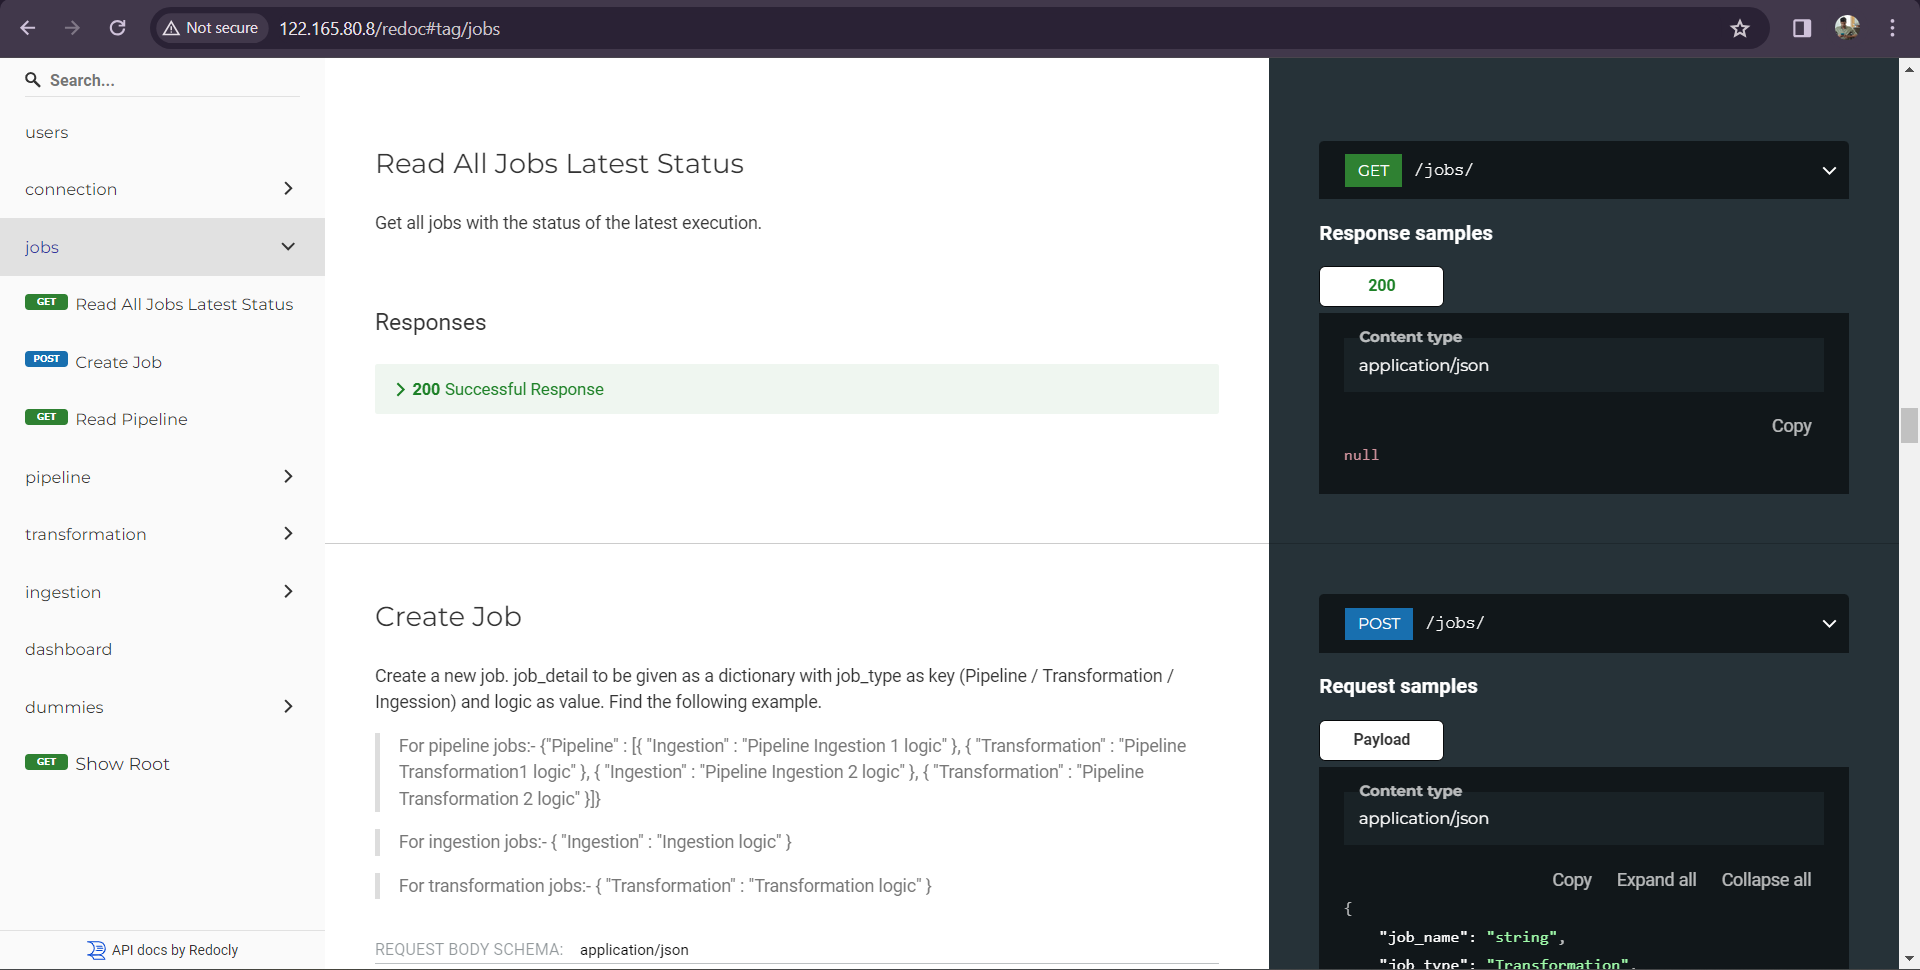 Not secure
122.165.80.8/redoc#tag/jobs
Search...
users
connection
jobs
GET Read All Jobs Latest Status
POST Create Job
GET Read Pipeline
pipeline
transformation
ingestion
dashboard
dummies
GET Show Root
API docs by Redocly
Read All Jobs Latest Status
Get all jobs with the status of the latest execution.
Responses
200 Successful Response
GET /jobs/
Response samples
200
Content type
application/json
Copy
null
Create Job
Create a new job. job_detail to be given as a dictionary with job_type as key (Pipeline / Transformation /
Ingession) and logic as value. Find the following example.
For pipeline jobs:- {"Pipeline" : [{ "Ingestion" : "Pipeline Ingestion 1 logic" }, { "Transformation" : "Pipeline
Transformation1 logic" }, { "Ingestion" : "Pipeline Ingestion 2 logic" }, { "Transformation" : "Pipeline
Transformation 2 logic" }]}
For ingestion jobs:- { "Ingestion" : "Ingestion logic" }
For transformation jobs:- { "Transformation" : "Transformation logic" }
REQUEST BODY SCHEMA: application/json
POST /jobs/
Request samples
Payload
Content type
application/json
Copy Expand all Collapse all
{
"job_name": "string",
"job_type": "Transformation",